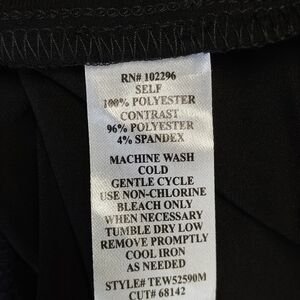 RN# 102296
SELF
100% POLYESTER
CONTRAST
96% POLYESTER
4% SPANDEX
MACHINE WASH
COLD
GENTLE CYCLE
USE NON-CHLORINE
BLEACH ONLY
WHEN NECESSARY
TUMBLE DRY LOW
REMOVE PROMPTLY
COOL IRON
AS NEEDED
STYLE# TEW52590M
CUT# 68142